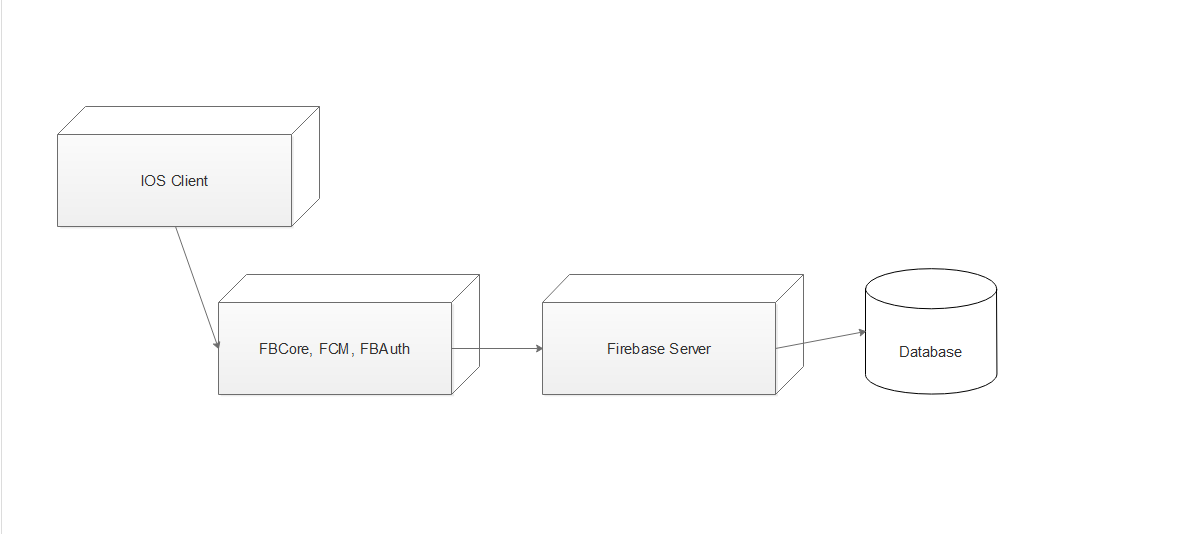 IOS Client
FBCore, FCM, FBAuth
Firebase Server
Database